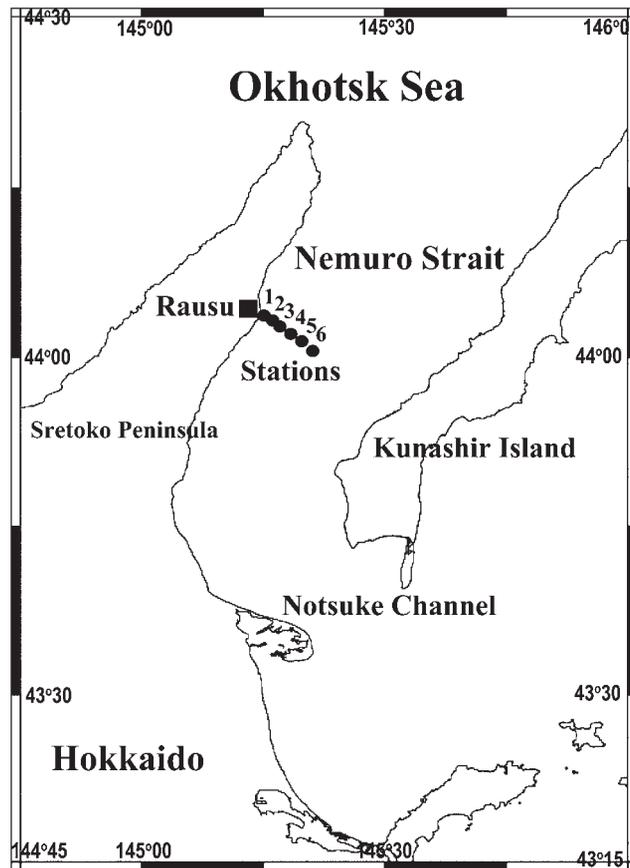 44°30'
145°00'
145°30'
146°0
Okhotsk Sea
Nemuro Strait
Rausu
1 2 3 4 5 6
44°00'
44°00'
Stations
Sretoko Peninsula
Kunashir Island
Notsuke Channel
43°30'
43°30'
Hokkaido
144°45
145°00'
145°30
43°15